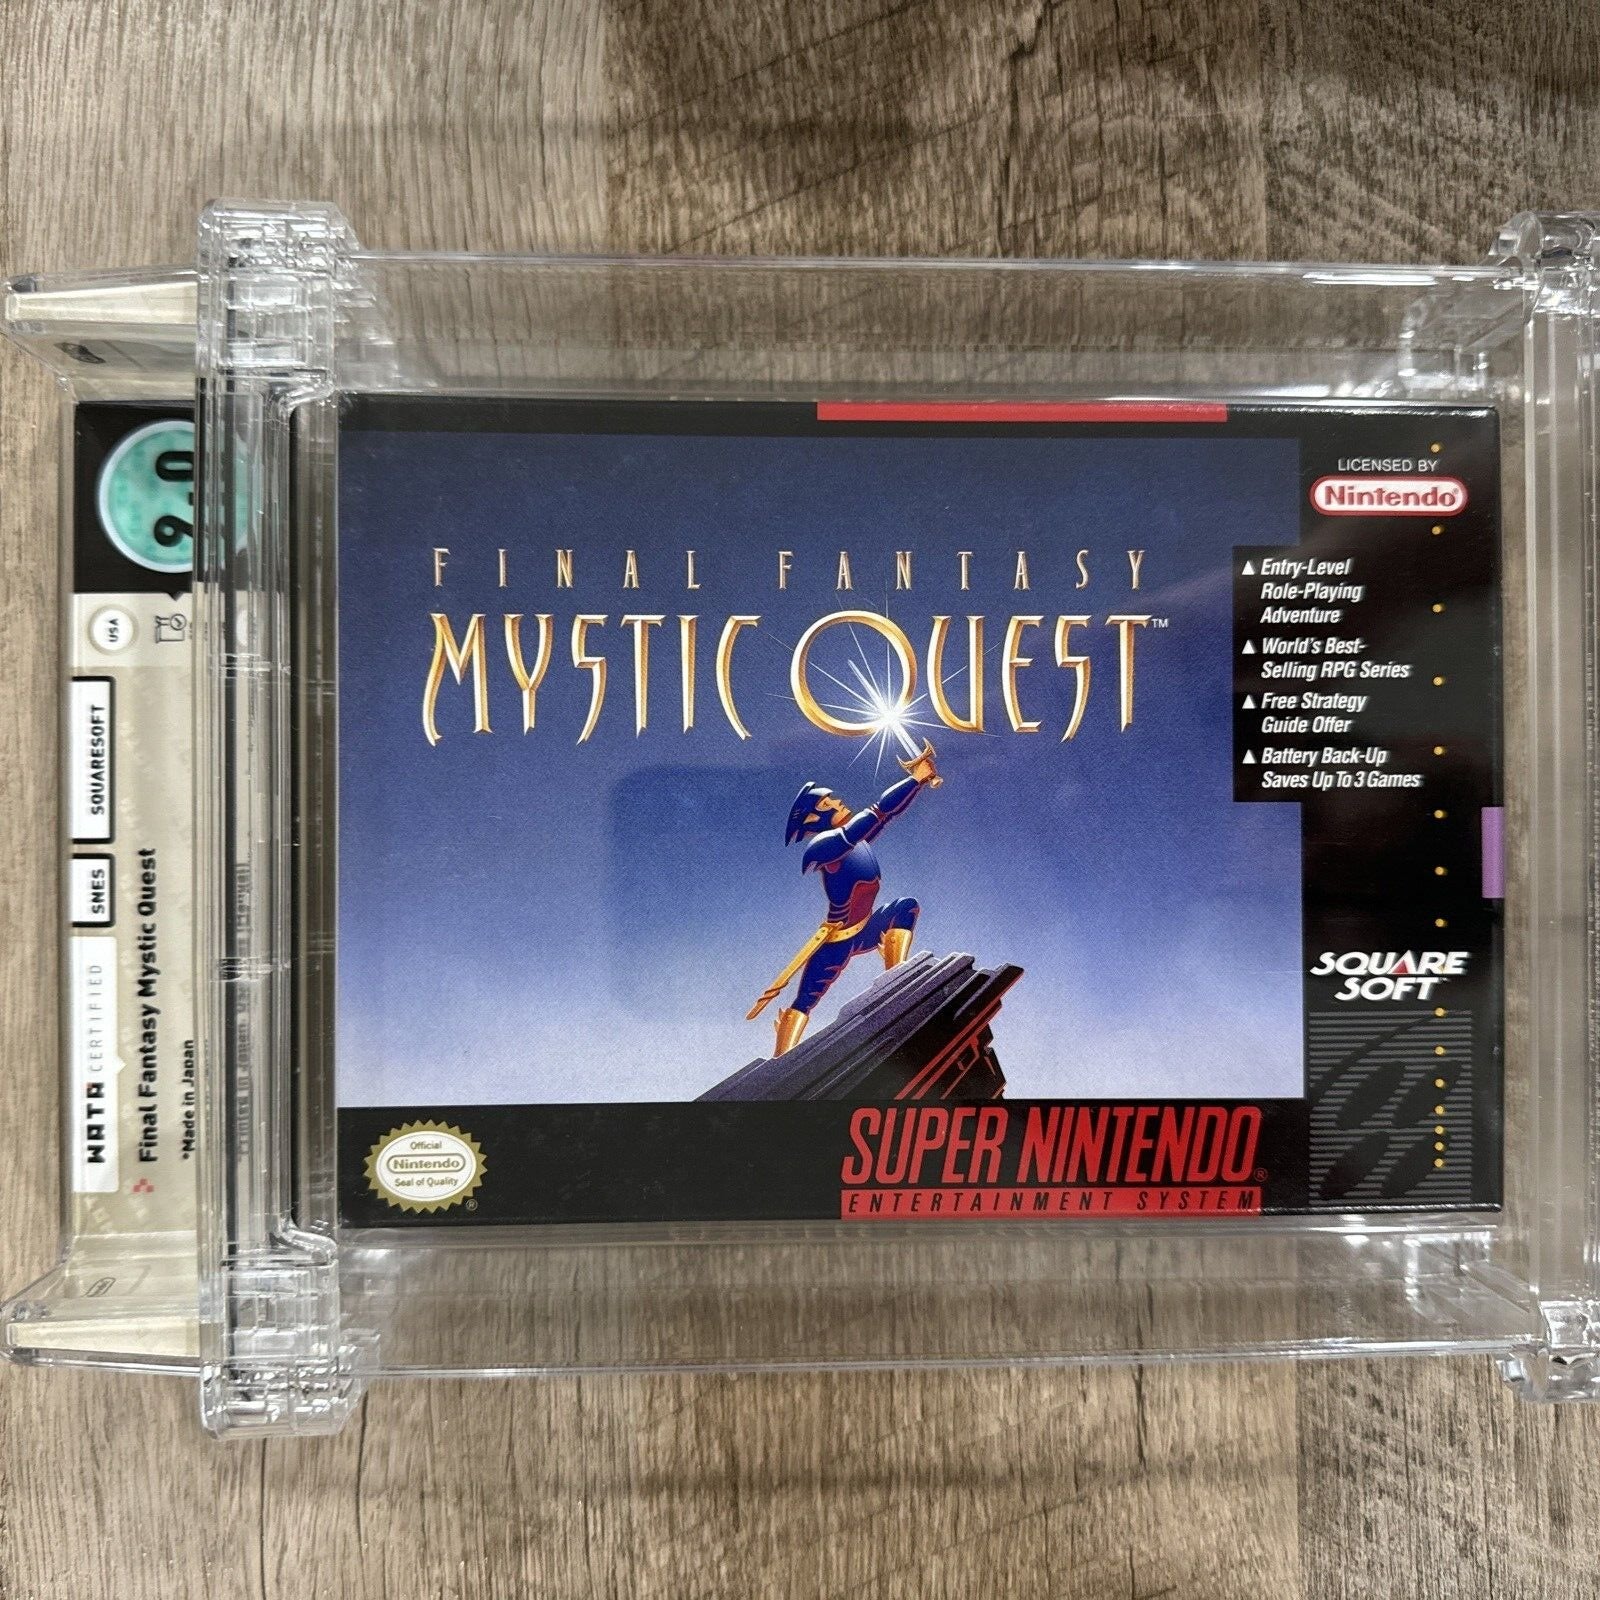 FINAL FANTASY
MYSTIC QUEST™
LICENSED BY
Nintendo®
▲ Entry-Level
Role-Playing
Adventure
▲ World's Best-
Selling RPG Series
▲ Free Strategy
Guide Offer
▲ Battery Back-Up
Saves Up To 3 Games
SQUARE
SOFT™
Official
Nintendo
Seal of Quality
®
SUPER NINTENDO®
ENTERTAINMENT SYSTEM
9.0
USA
WATA CERTIFIED
SNES
SQUARESOFT
Final Fantasy Mystic Quest
*Made in Japan